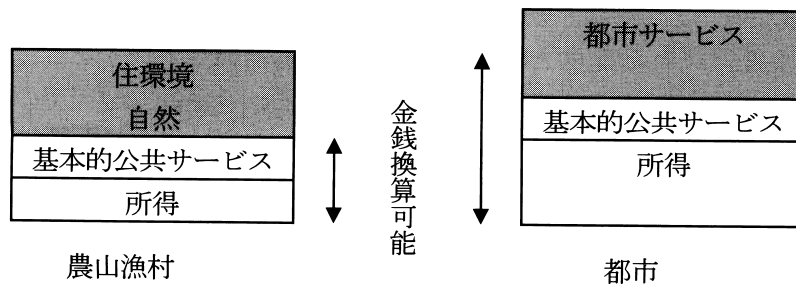 住環境
自然
基本的公共サービス
所得
農山漁村
金銭換算可能
都市サービス
基本的公共サービス
所得
都市